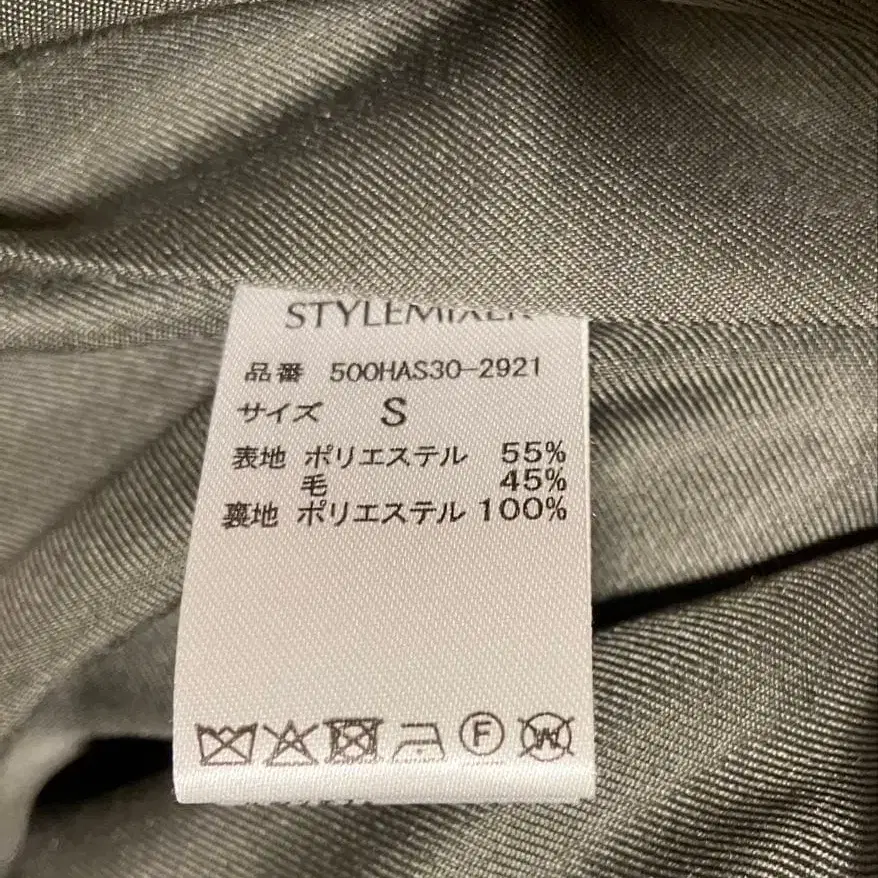 STYLEMIXER
品番 500HAS30-2921
サイズ S
表地 ポリエステル 55%
毛 45%
裏地 ポリエステル 100%
F W